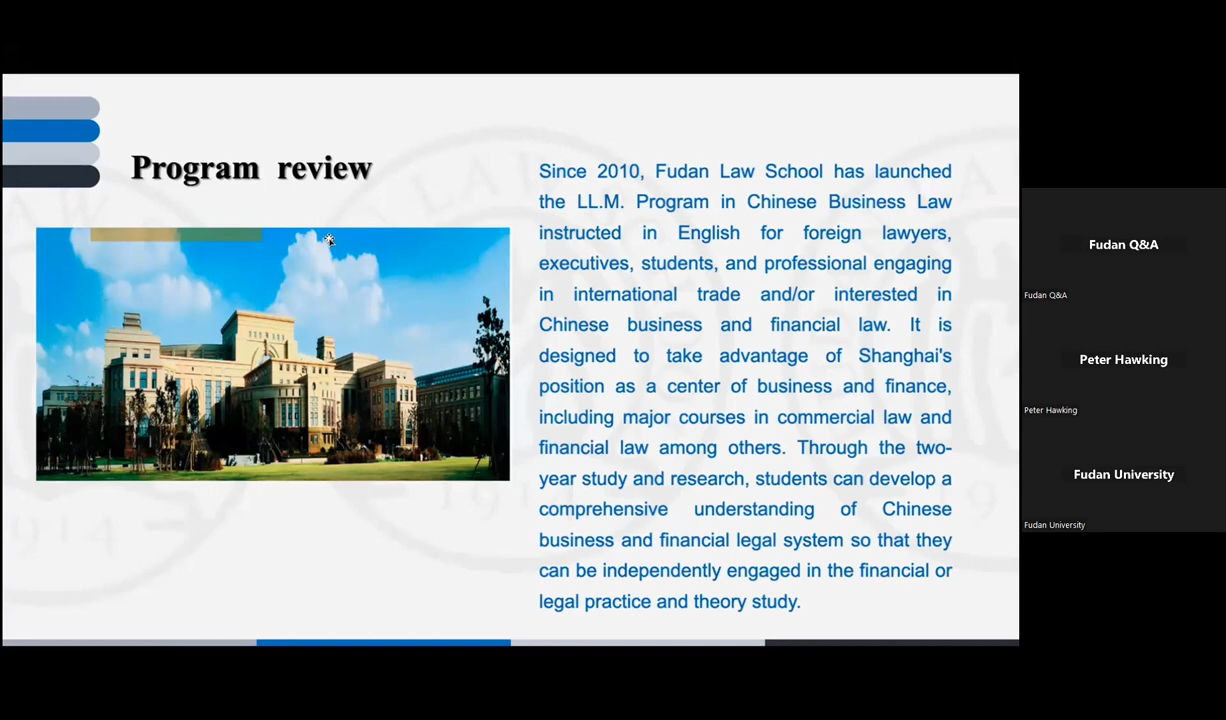 Program review
Since 2010, Fudan Law School has launched
the LL.M. Program in Chinese Business Law
instructed in English for foreign lawyers,
executives, students, and professional engaging
in international trade and/or interested in
Chinese business and financial law. It is
designed to take advantage of Shanghai's
position as a center of business and finance,
including major courses in commercial law and
financial law among others. Through the two-
year study and research, students can develop a
comprehensive understanding of Chinese
business and financial legal system so that they
can be independently engaged in the financial or
legal practice and theory study.
Fudan Q&A
Fudan Q&A
Peter Hawking
Peter Hawking
Fudan University
Fudan University
1914